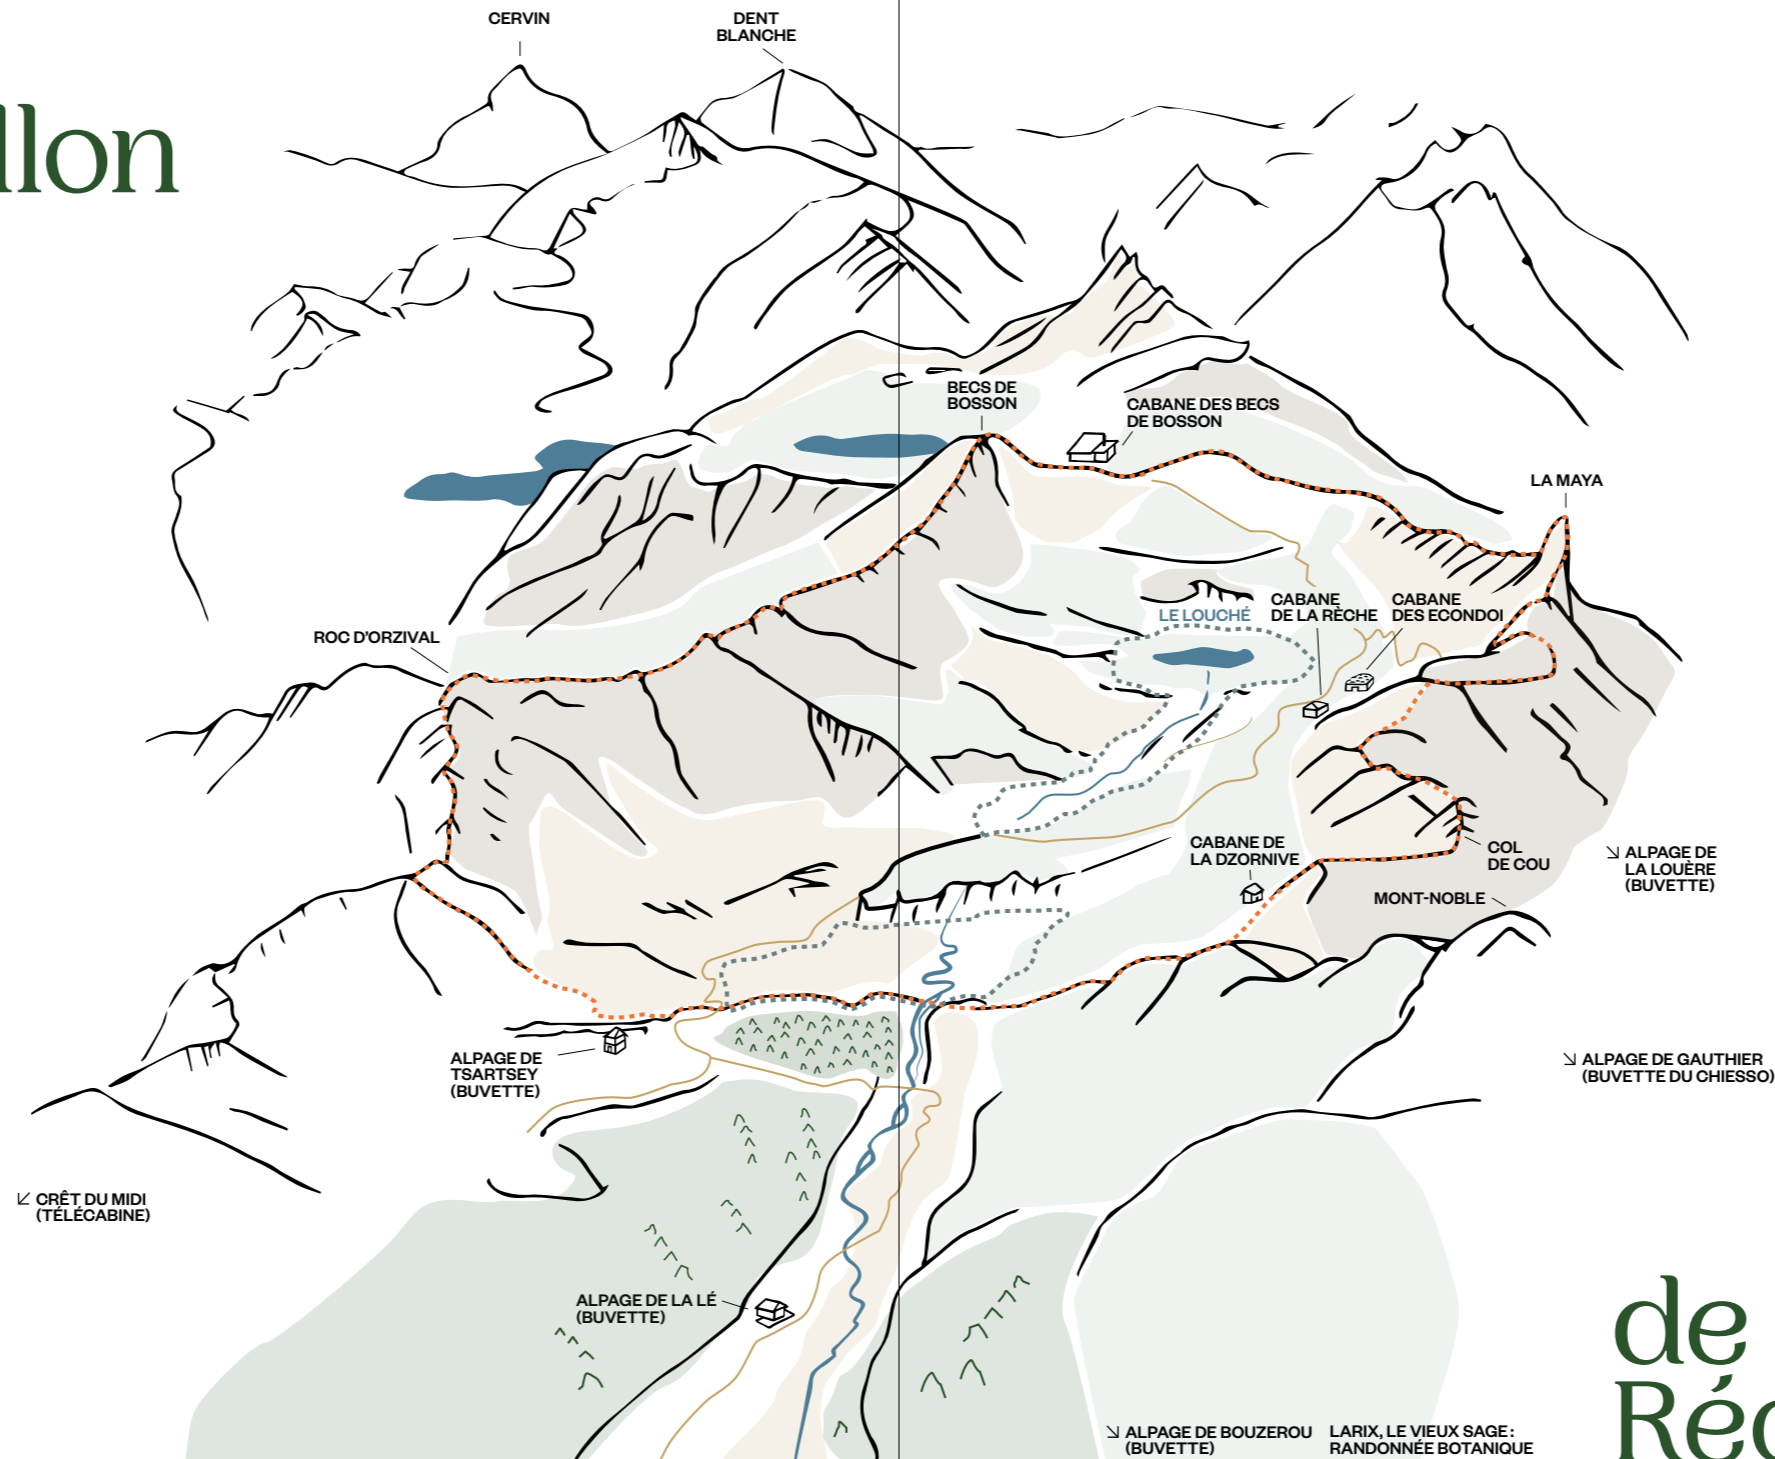 CERVIN
DENT
BLANCHE
llon
BECS DE
BOSSON
CABANE DES BECS
DE BOSSON
LA MAYA
ROC D'ORZIVAL
LE LOUCHÉ
CABANE
DE LA RÈCHE
CABANE
DES ECONDOI
CABANE DE
LA DZORNIVE
COL
DE COU
↘ ALPAGE DE
LA LOUÈRE
(BUVETTE)
MONT-NOBLE
ALPAGE DE
TSARTSEY
(BUVETTE)
↘ ALPAGE DE GAUTHIER
(BUVETTE DU CHIESSO)
↙ CRÊT DU MIDI
(TÉLÉCABINE)
ALPAGE DE LA LÉ
(BUVETTE)
de
Réc
↘ ALPAGE DE BOUZEROU
(BUVETTE)
LARIX, LE VIEUX SAGE :
RANDONNÉE BOTANIQUE